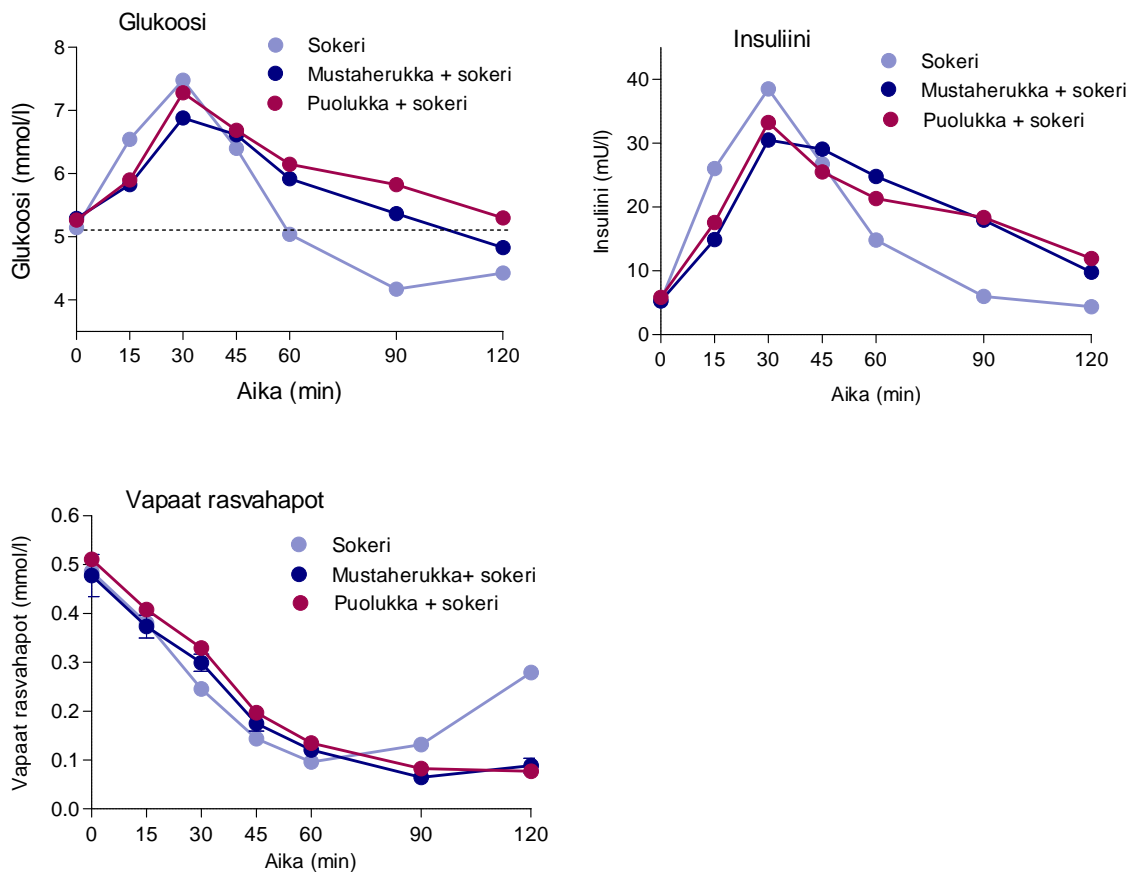 Glukoosi
Sokeri
Mustaherukka + sokeri
Puolukka + sokeri
Glukoosi (mmol/l)
8
7
6
5
4
0 15 30 45 60 90 120
Aika (min)
Insuliini
Sokeri
Mustaherukka + sokeri
Puolukka + sokeri
Insuliini (mU/l)
40
30
20
10
0
0 15 30 45 60 90 120
Aika (min)
Vapaat rasvahapot
Sokeri
Mustaherukka+ sokeri
Puolukka + sokeri
Vapaat rasvahapot (mmol/l)
0.6
0.5
0.4
0.3
0.2
0.1
0.0
0 15 30 45 60 90 120
Aika (min)